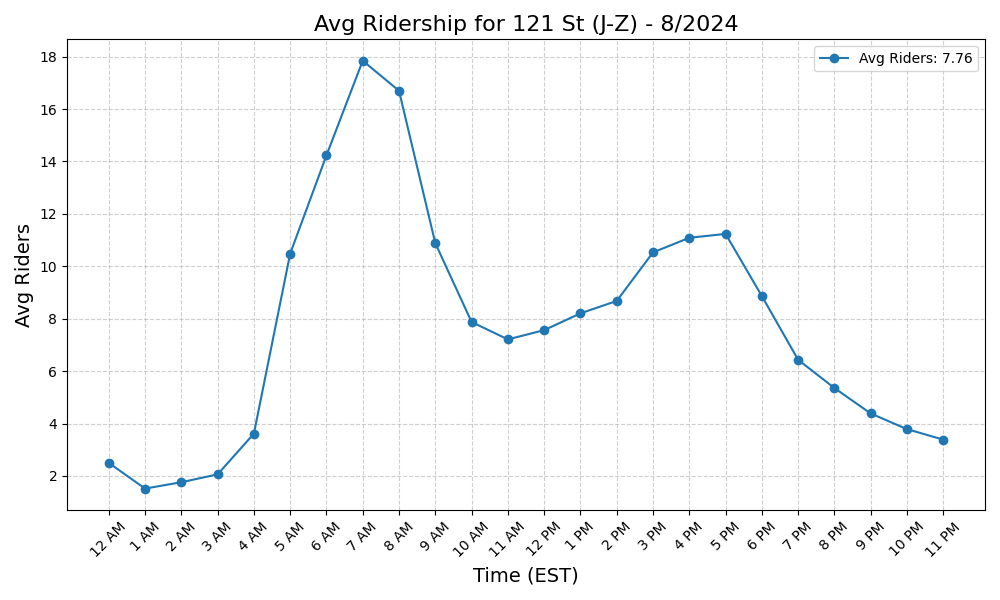 Avg Ridership for 121 St (J-Z) - 8/2024
Avg Riders: 7.76
Avg Riders
18
16
14
12
10
8
6
4
2
12 AM
1 AM
2 AM
3 AM
4 AM
5 AM
6 AM
7 AM
8 AM
9 AM
10 AM
11 AM
12 PM
1 PM
2 PM
3 PM
4 PM
5 PM
6 PM
7 PM
8 PM
9 PM
10 PM
11 PM
Time (EST)